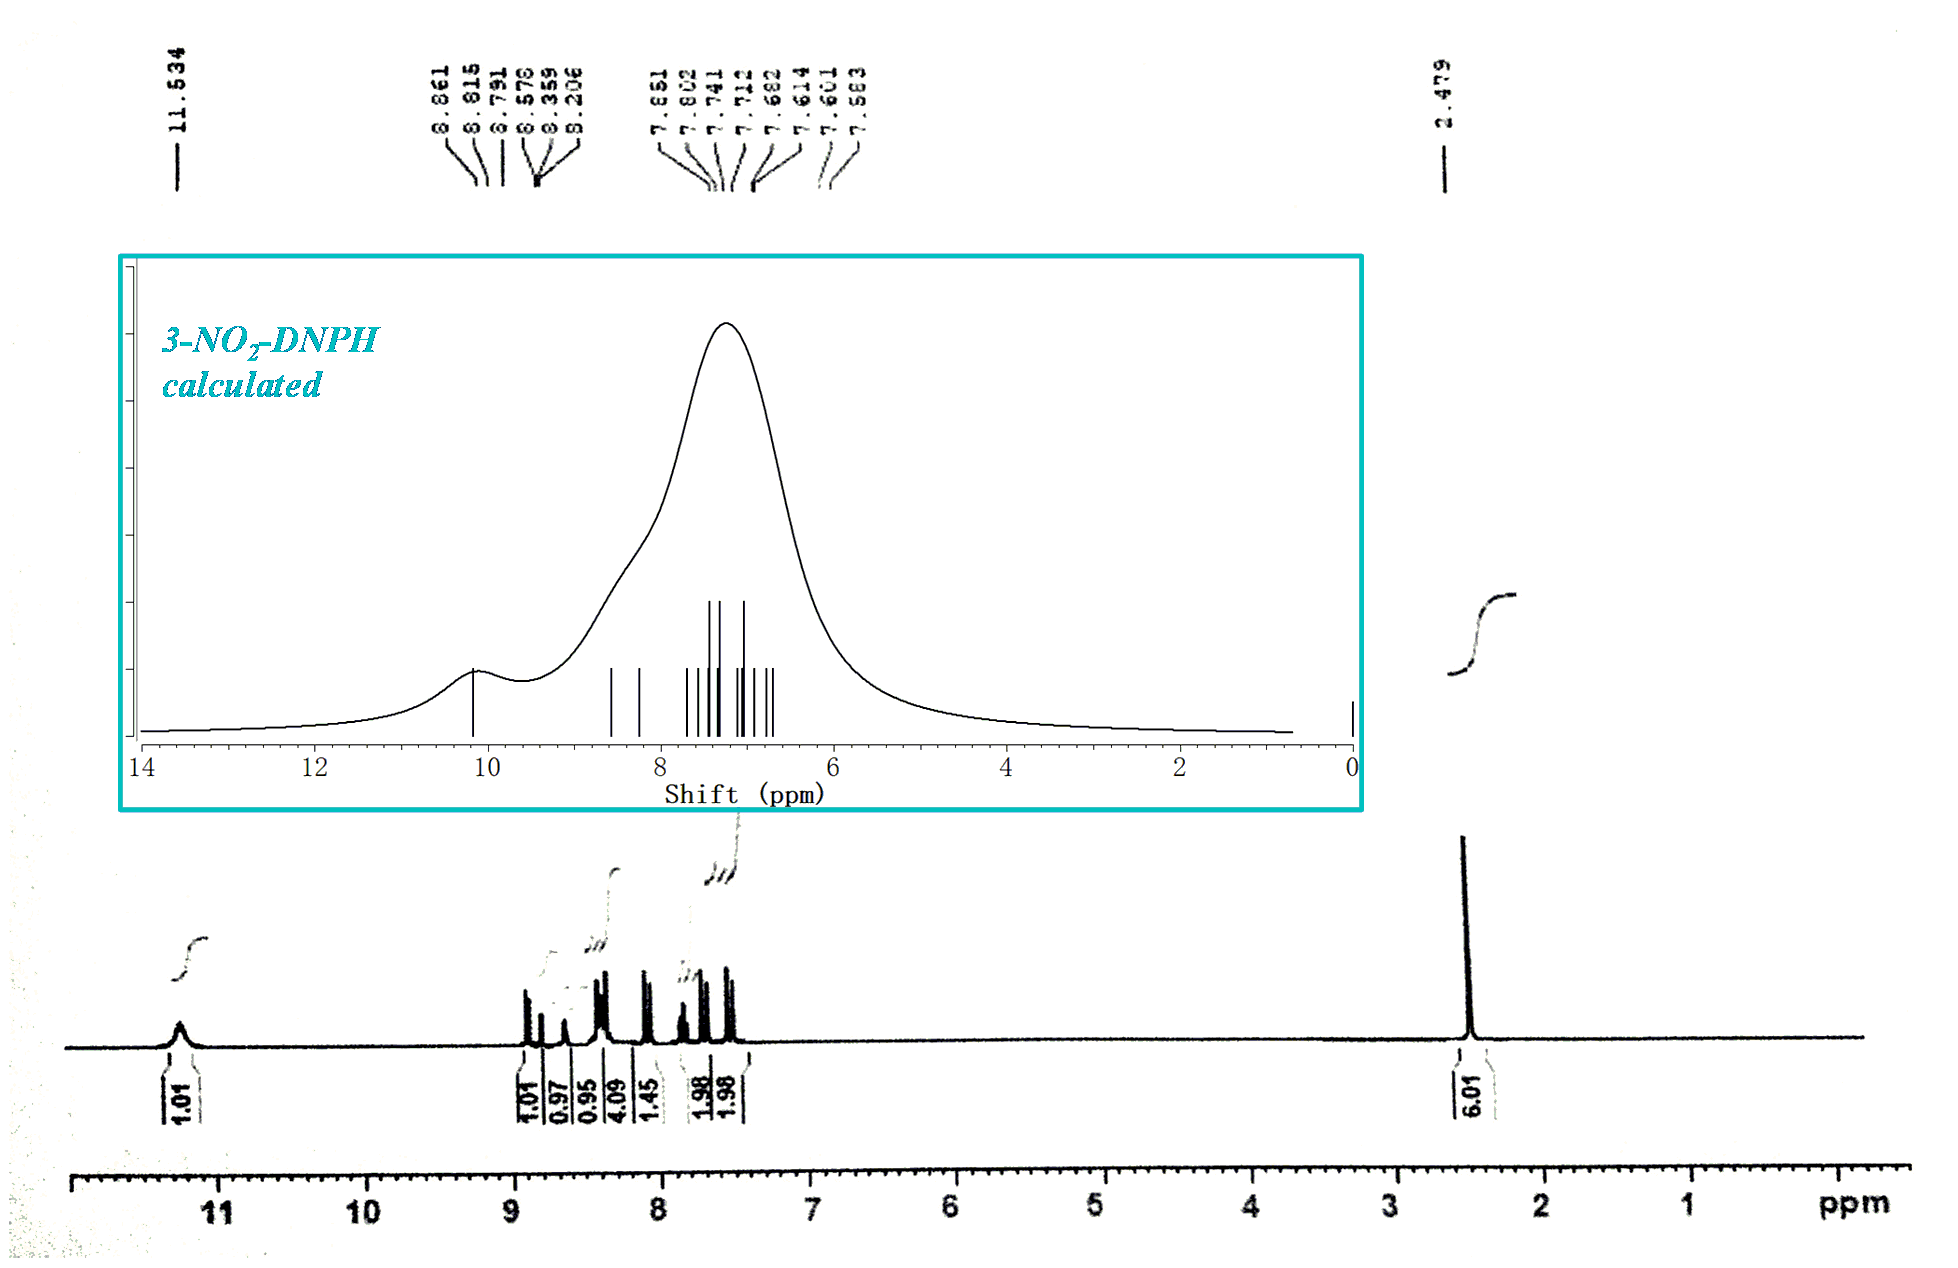 11.534
8.861
8.815
8.791
8.578
8.359
8.206
7.851
7.802
7.741
7.712
7.682
7.614
7.601
7.583
2.479
3-NO₂-DNPH
calculated
14 12 10 8 6 4 2 0
Shift (ppm)
1.01 1.01 0.97 0.95 4.09 1.45 1.98 1.98 6.01
11 10 9 8 7 6 5 4 3 2 1 ppm